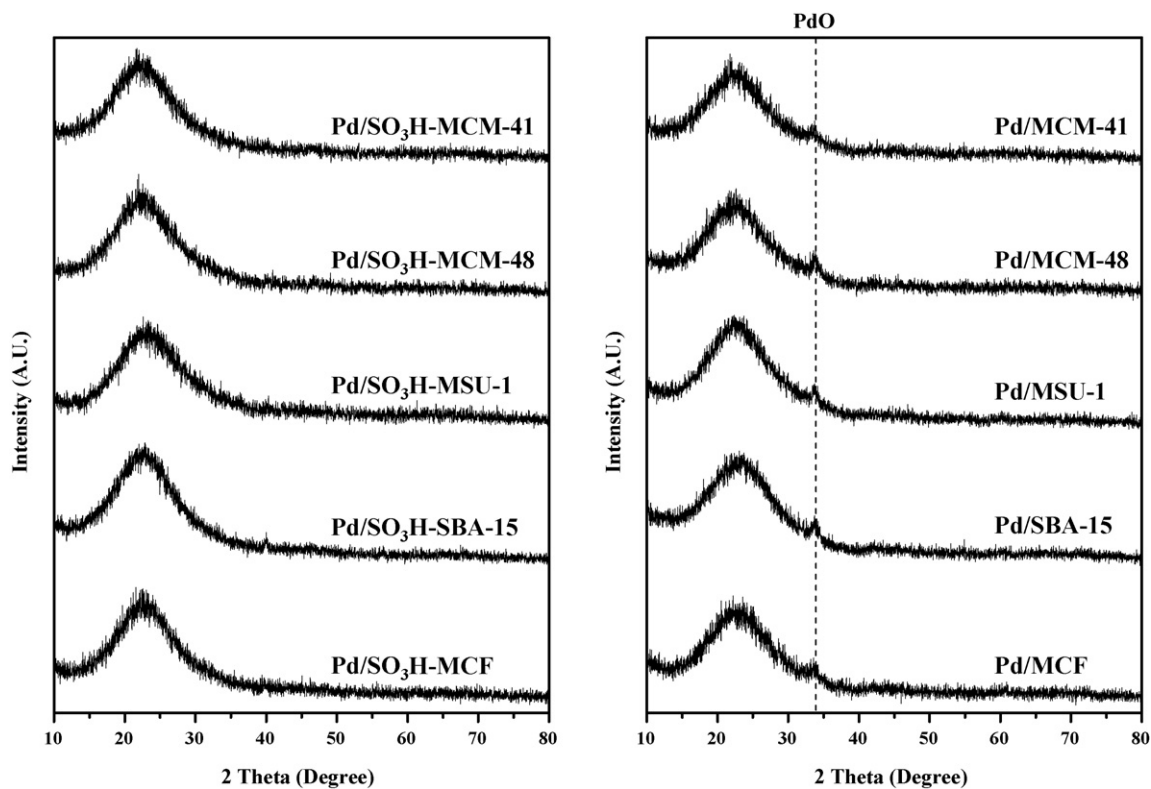 Pd/SO3H-MCM-41
Pd/SO3H-MCM-48
Pd/SO3H-MSU-1
Pd/SO3H-SBA-15
Pd/SO3H-MCF
Intensity (A.U.)
10 20 30 40 50 60 70 80
2 Theta (Degree)
PdO
Pd/MCM-41
Pd/MCM-48
Pd/MSU-1
Pd/SBA-15
Pd/MCF
Intensity (A.U.)
10 20 30 40 50 60 70 80
2 Theta (Degree)